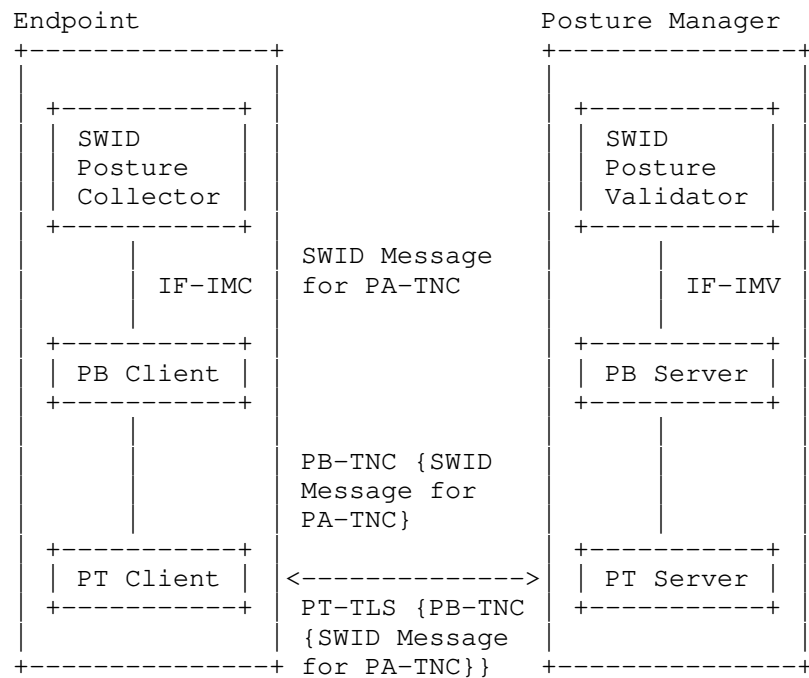 Endpoint Posture Manager
SWID SWID
Posture Posture
Collector Validator
SWID Message
IF-IMC for PA-TNC IF-IMV
PB Client PB Server
PB-TNC {SWID
Message for
PA-TNC}
PT Client <--------------> PT Server
PT-TLS {PB-TNC
{SWID Message
for PA-TNC}}